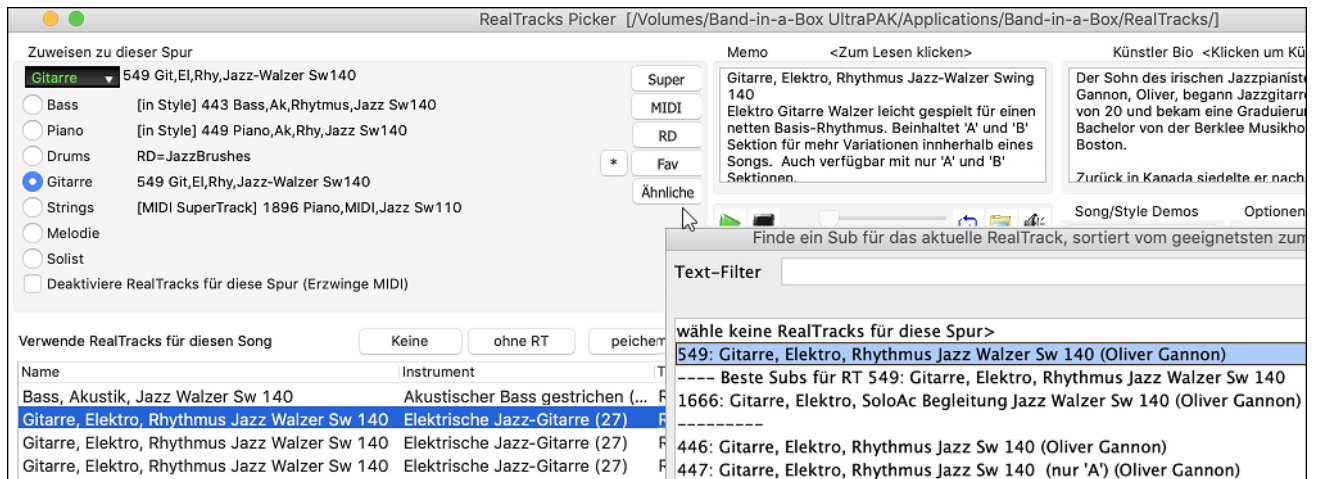 RealTracks Picker [/Volumes/Band-in-a-Box UltraPAK/Applications/Band-in-a-Box/RealTracks/]
Zuweisen zu dieser Spur
Gitarre 549 Git,El,Rhy,Jazz-Walzer Sw140
Bass [in Style] 443 Bass,Ak,Rhytmus,Jazz Sw140
Piano [in Style] 449 Piano,Ak,Rhy,Jazz Sw140
Drums RD=JazzBrushes
Gitarre 549 Git,El,Rhy,Jazz-Walzer Sw140
Strings [MIDI SuperTrack] 1896 Piano,MIDI,Jazz Sw110
Melodie
Solist
Deaktiviere RealTracks für diese Spur (Erzwinge MIDI)
Super
MIDI
RD
* Fav
Ähnliche
Memo <Zum Lesen klicken>
Gitarre, Elektro, Rhythmus Jazz-Walzer Swing
140
Elektro Gitarre Walzer leicht gespielt für einen
netten Basis-Rhythmus. Beinhaltet 'A' und 'B'
Sektion für mehr Variationen innherhalb eines
Songs. Auch verfügbar mit nur 'A' und 'B'
Sektionen.
Künstler Bio <Klicken um Kü
Der Sohn des irischen Jazzpianist
Gannon, Oliver, begann Jazzgitarr
von 20 und bekam eine Graduieru
Bachelor von der Berklee Musikho
Boston.
Zurück in Kanada siedelte er nach
Song/Style Demos Optionen
Verwende RealTracks für diesen Song Keine ohne RT peichern
Name Instrument T
Bass, Akustik, Jazz Walzer Sw 140 Akustischer Bass gestrichen (...
Gitarre, Elektro, Rhythmus Jazz Walzer Sw 140 Elektrische Jazz-Gitarre (27)
Gitarre, Elektro, Rhythmus Jazz Walzer Sw 140 Elektrische Jazz-Gitarre (27)
Gitarre, Elektro, Rhythmus Jazz Walzer Sw 140 Elektrische Jazz-Gitarre (27)
Finde ein Sub für das aktuelle RealTrack, sortiert vom geeignetsten zum
Text-Filter
wähle keine RealTracks für diese Spur>
549: Gitarre, Elektro, Rhythmus Jazz Walzer Sw 140 (Oliver Gannon)
---- Beste Subs für RT 549: Gitarre, Elektro, Rhythmus Jazz Walzer Sw 140
1666: Gitarre, Elektro, SoloAc Begleitung Jazz Walzer Sw 140 (Oliver Gannon)
---------
446: Gitarre, Elektro, Rhythmus Jazz Sw 140 (Oliver Gannon)
447: Gitarre, Elektro, Rhythmus Jazz Sw 140 (nur 'A') (Oliver Gannon)